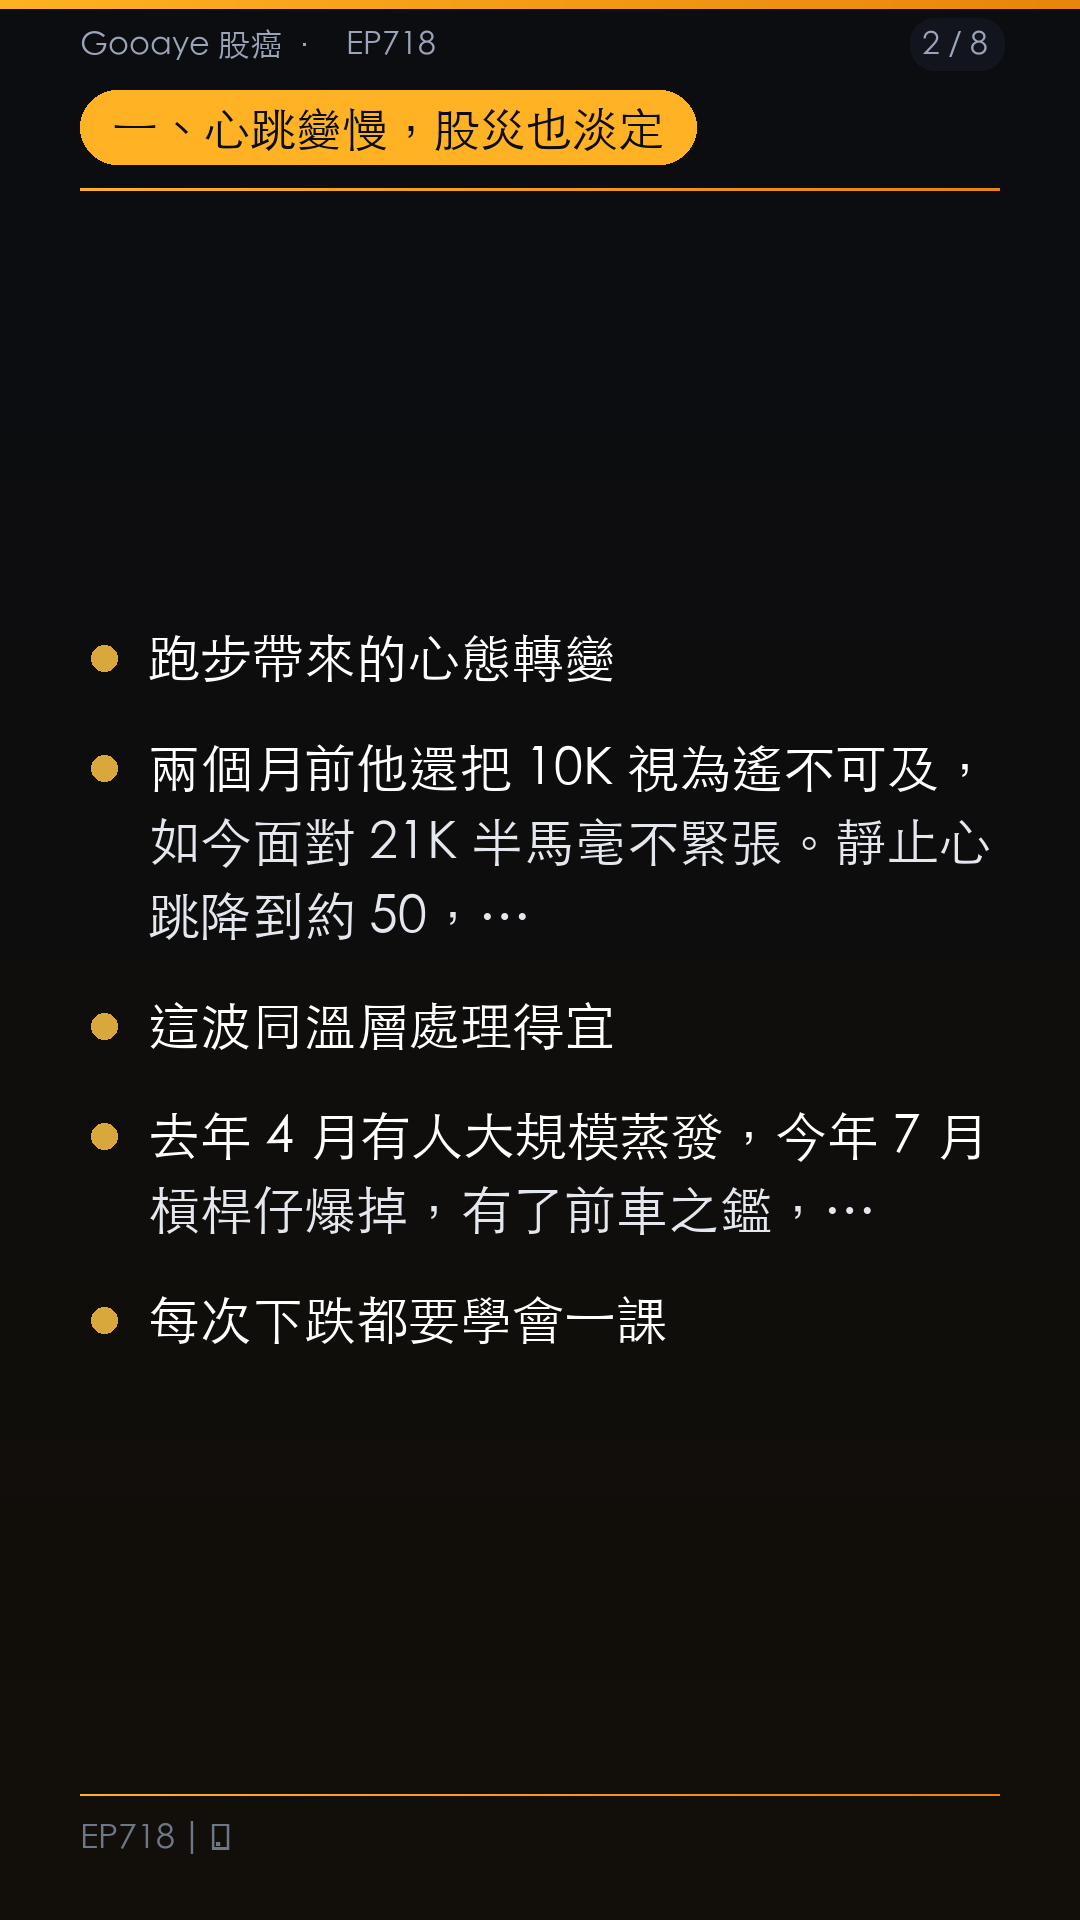 Gooaye 股癌 · EP718
2 / 8
一、心跳變慢，股災也淡定
跑步帶來的心態轉變
兩個月前他還把 10K 視為遙不可及，
如今面對 21K 半馬毫不緊張。靜止心
跳降到約 50，…
這波同溫層處理得宜
去年 4 月有人大規模蒸發，今年 7 月
槓桿仔爆掉，有了前車之鑑，…
每次下跌都要學會一課
EP718 |